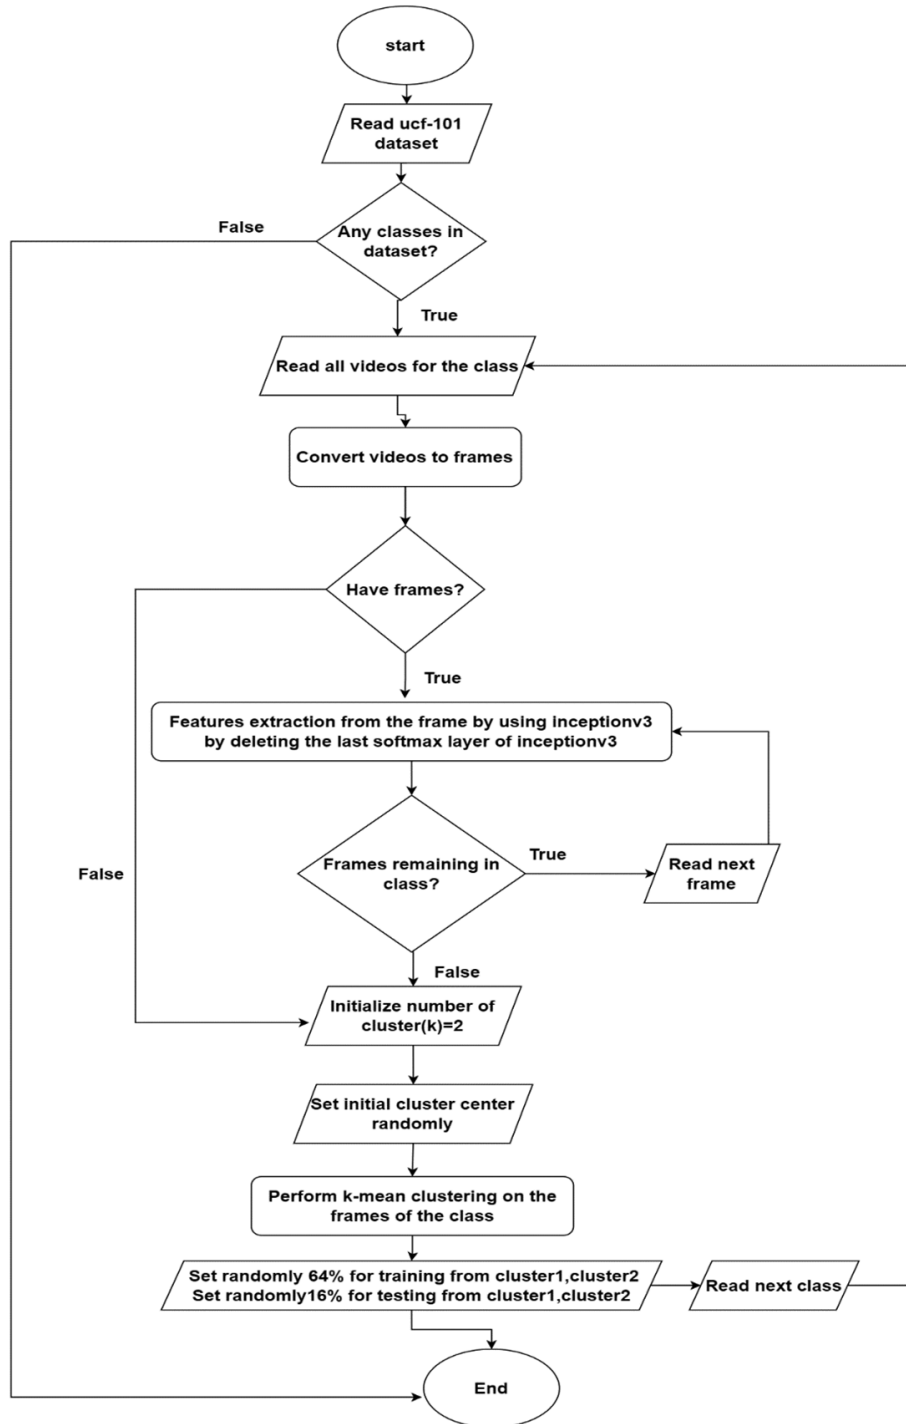 start
Read ucf-101
dataset
False
Any classes in
dataset?
True
Read all videos for the class
Convert videos to frames
Have frames?
True
Features extraction from the frame by using inceptionv3
by deleting the last softmax layer of inceptionv3
False
Frames remaining in
class?
True
Read next
frame
False
Initialize number of
cluster(k)=2
Set initial cluster center
randomly
Perform k-mean clustering on the
frames of the class
Set randomly 64% for training from cluster1,cluster2
Set randomly16% for testing from cluster1,cluster2
Read next class
End